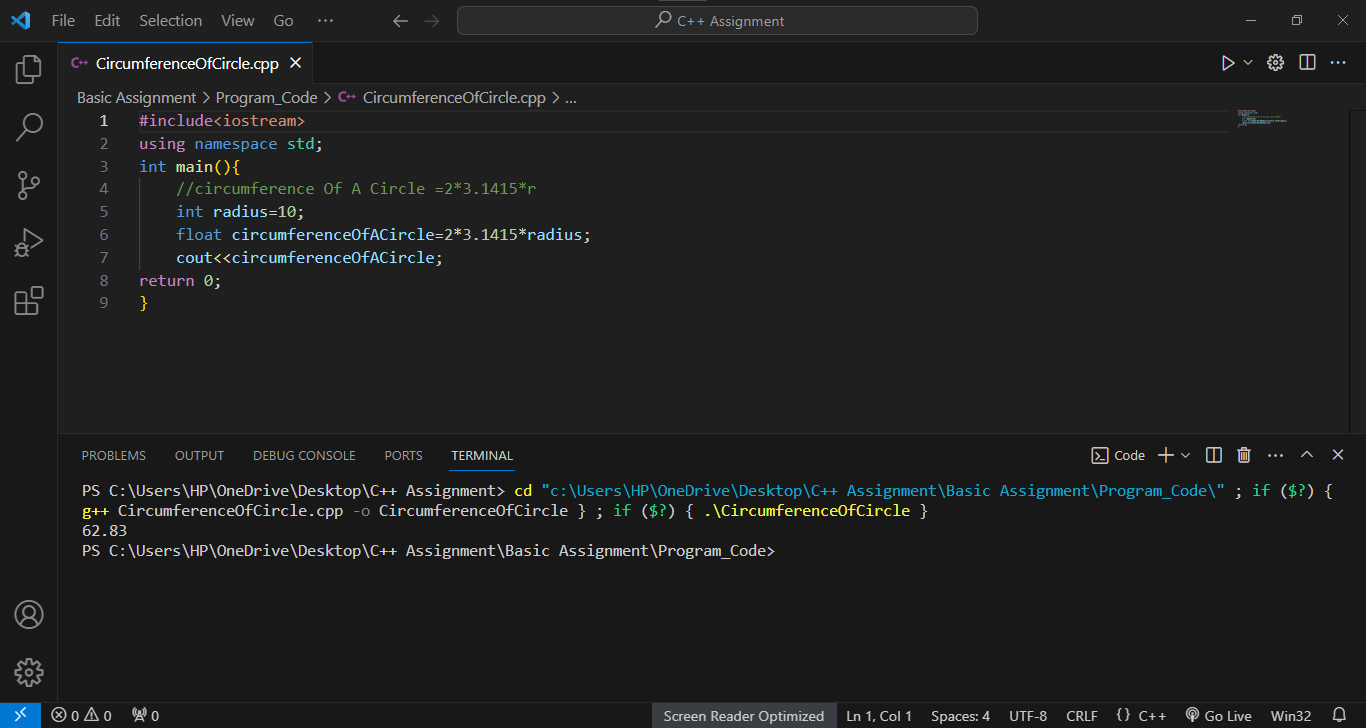 File Edit Selection View Go ···
C++ Assignment
C++ CircumferenceOfCircle.cpp
Basic Assignment > Program_Code > C++ CircumferenceOfCircle.cpp > ...
1 #include<iostream>
2 using namespace std;
3 int main(){
4 //circumference Of A Circle =2*3.1415*r
5 int radius=10;
6 float circumferenceOfACircle=2*3.1415*radius;
7 cout<<circumferenceOfACircle;
8 return 0;
9 }
PROBLEMS OUTPUT DEBUG CONSOLE PORTS TERMINAL
Code
PS C:\Users\HP\OneDrive\Desktop\C++ Assignment> cd "c:\Users\HP\OneDrive\Desktop\C++ Assignment\Basic Assignment\Program_Code\" ; if ($?) {
g++ CircumferenceOfCircle.cpp -o CircumferenceOfCircle } ; if ($?) { .\CircumferenceOfCircle }
62.83
PS C:\Users\HP\OneDrive\Desktop\C++ Assignment\Basic Assignment\Program_Code>
0 0 0 Screen Reader Optimized Ln 1, Col 1 Spaces: 4 UTF-8 CRLF {} C++ Go Live Win32